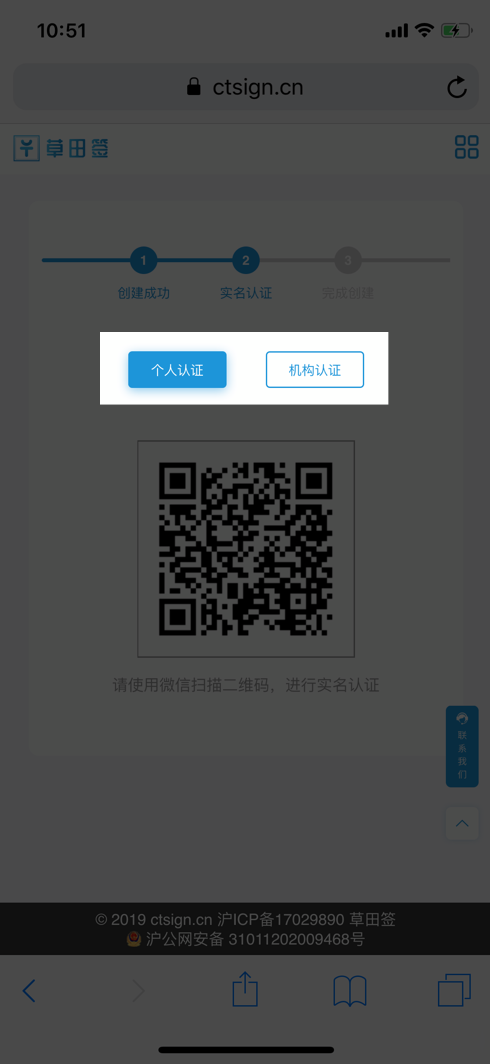 10:51
ctsign.cn
草田签
1
2
3
创建成功
实名认证
完成创建
个人认证
机构认证
请使用微信扫描二维码，进行实名认证
联系我们
© 2019 ctsign.cn 沪ICP备17029890 草田签
沪公网安备 31011202009468号